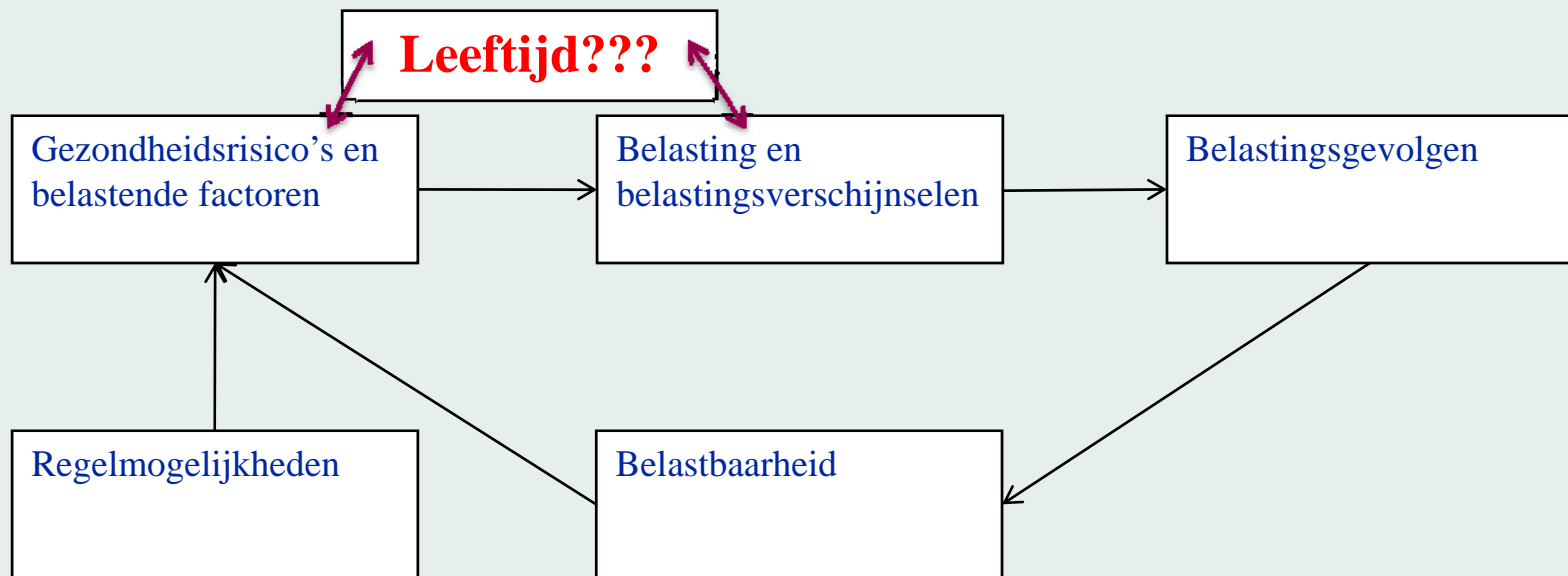 Leeftijd???
Gezondheidsrisico’s en
belastende factoren
Belasting en
belastingsverschijnselen
Belastingsgevolgen
Regelmogelijkheden
Belastbaarheid